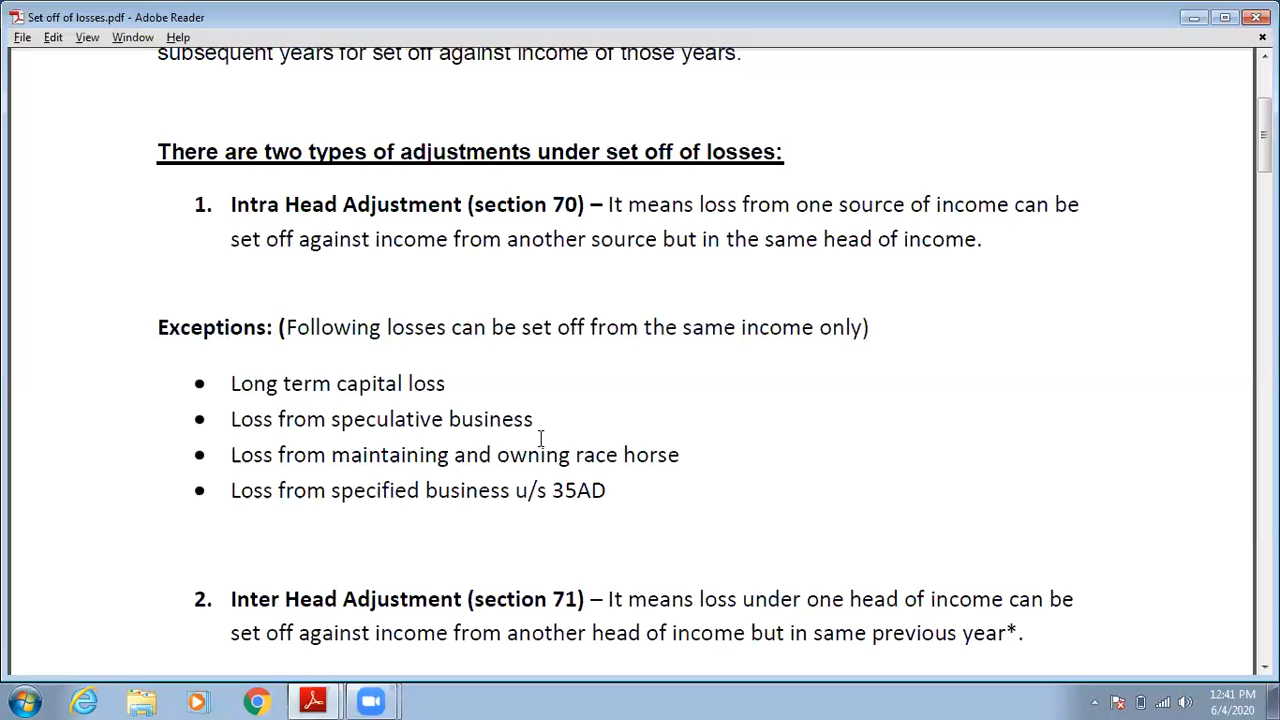 Set off of losses.pdf - Adobe Reader
File Edit View Window Help
subsequent years for set off against income of those years.
There are two types of adjustments under set off of losses:
1. Intra Head Adjustment (section 70) – It means loss from one source of income can be
set off against income from another source but in the same head of income.
Exceptions: (Following losses can be set off from the same income only)
• Long term capital loss
• Loss from speculative business
• Loss from maintaining and owning race horse
• Loss from specified business u/s 35AD
2. Inter Head Adjustment (section 71) – It means loss under one head of income can be
set off against income from another head of income but in same previous year*.
12:41 PM
6/4/2020